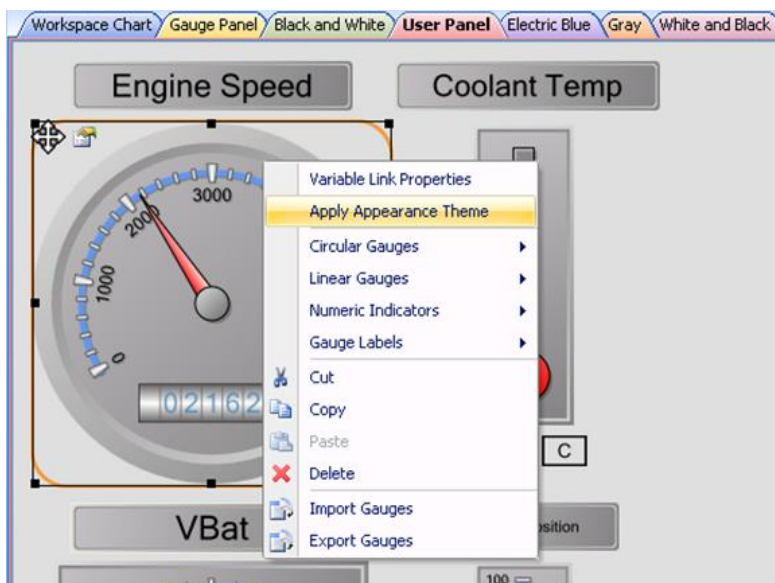 Workspace Chart Gauge Panel Black and White User Panel Electric Blue Gray White and Black
Engine Speed
Coolant Temp
0
1000
2000
3000
02162
Variable Link Properties
Apply Appearance Theme
Circular Gauges
Linear Gauges
Numeric Indicators
Gauge Labels
Cut
Copy
Paste
Delete
Import Gauges
Export Gauges
C
VBat
100